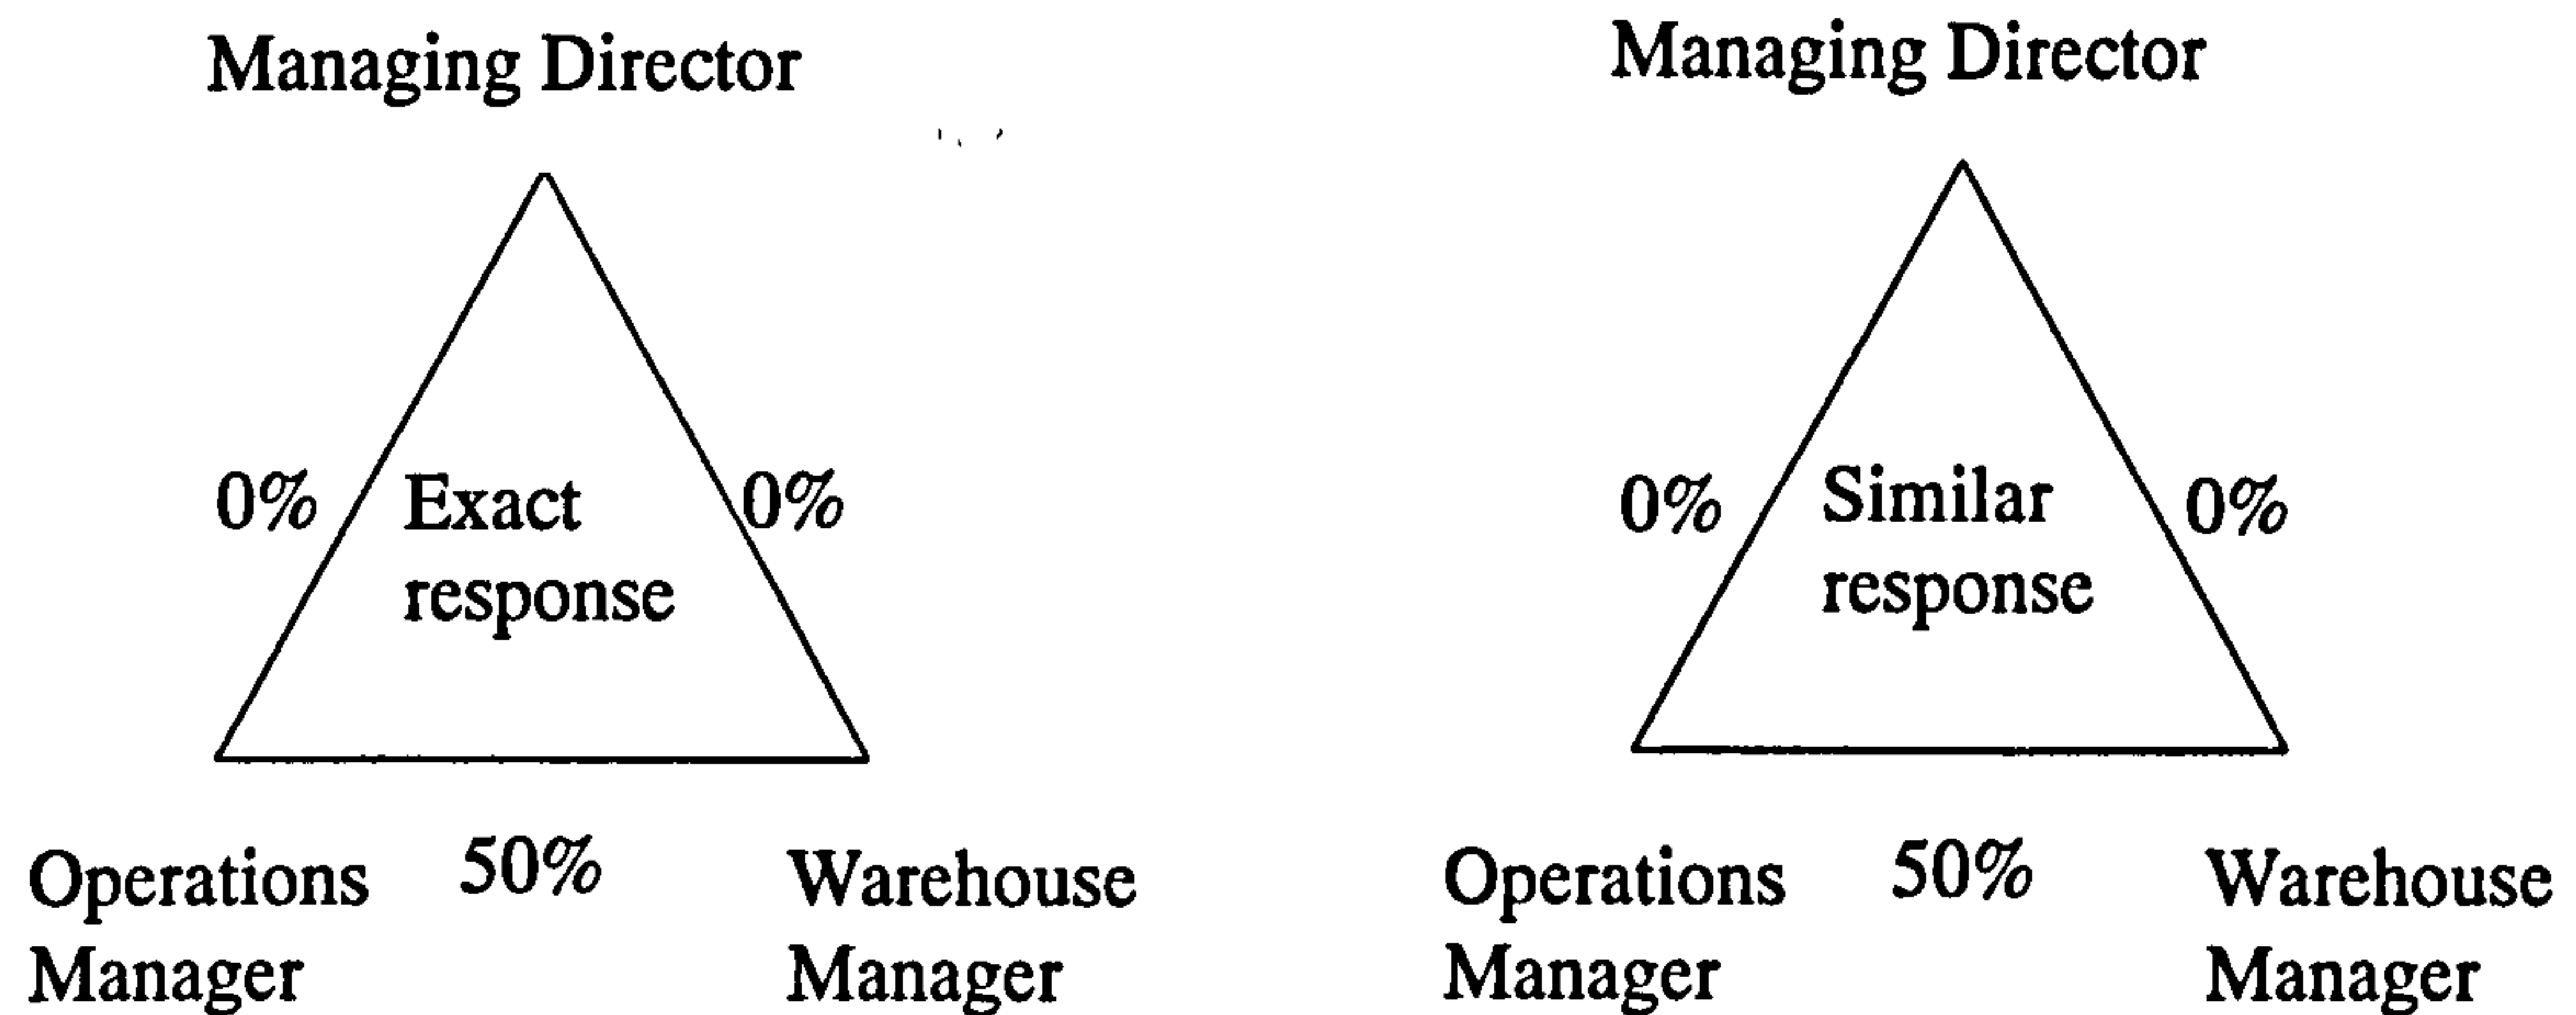 Managing Director
0%
Exact
response
0%
Operations
Manager
50%
Warehouse
Manager
Managing Director
0%
Similar
response
0%
Operations
Manager
50%
Warehouse
Manager